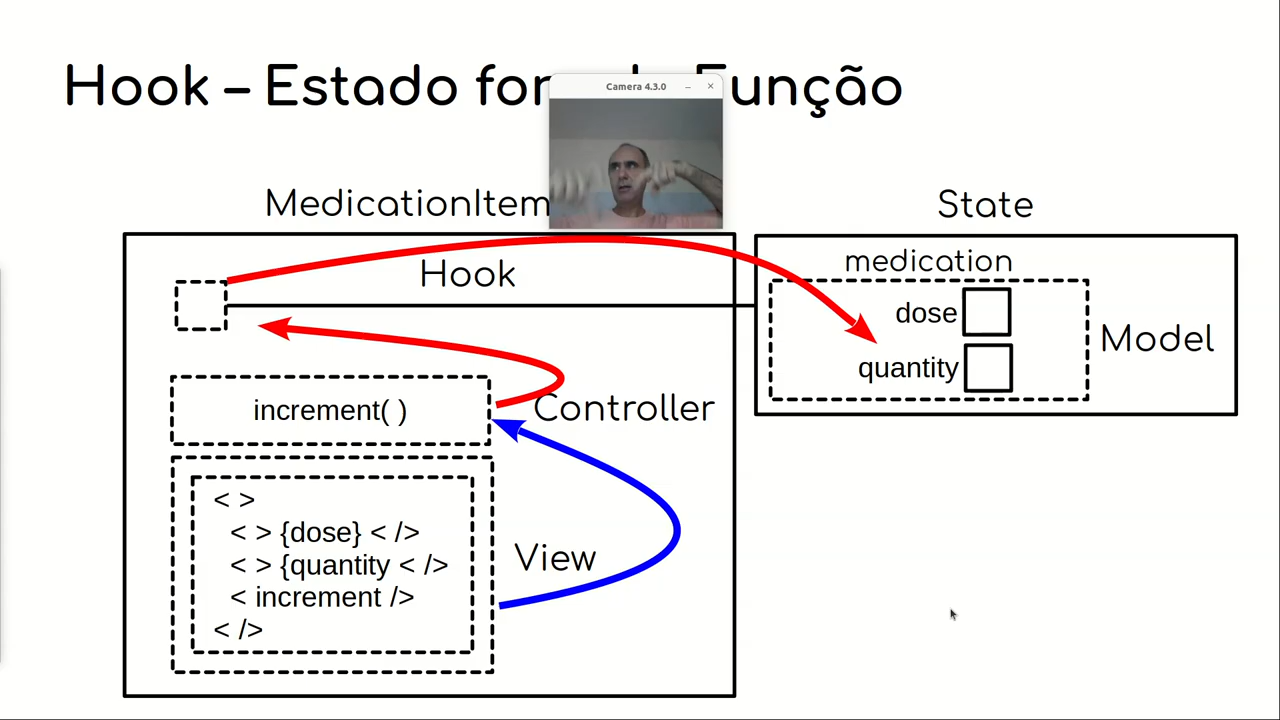 Hook – Estado for Função
Camera 4.3.0
MedicationItem
State
Hook
medication
dose
quantity
Model
increment( )
Controller
< >
< > {dose} < />
< > {quantity < />
< increment />
< />
View